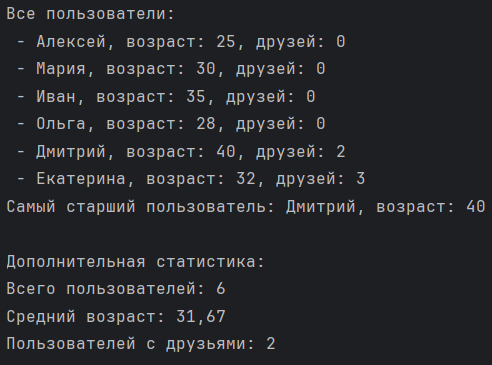 Все пользователи:
- Алексей, возраст: 25, друзей: 0
- Мария, возраст: 30, друзей: 0
- Иван, возраст: 35, друзей: 0
- Ольга, возраст: 28, друзей: 0
- Дмитрий, возраст: 40, друзей: 2
- Екатерина, возраст: 32, друзей: 3
Самый старший пользователь: Дмитрий, возраст: 40
Дополнительная статистика:
Всего пользователей: 6
Средний возраст: 31,67
Пользователей с друзьями: 2